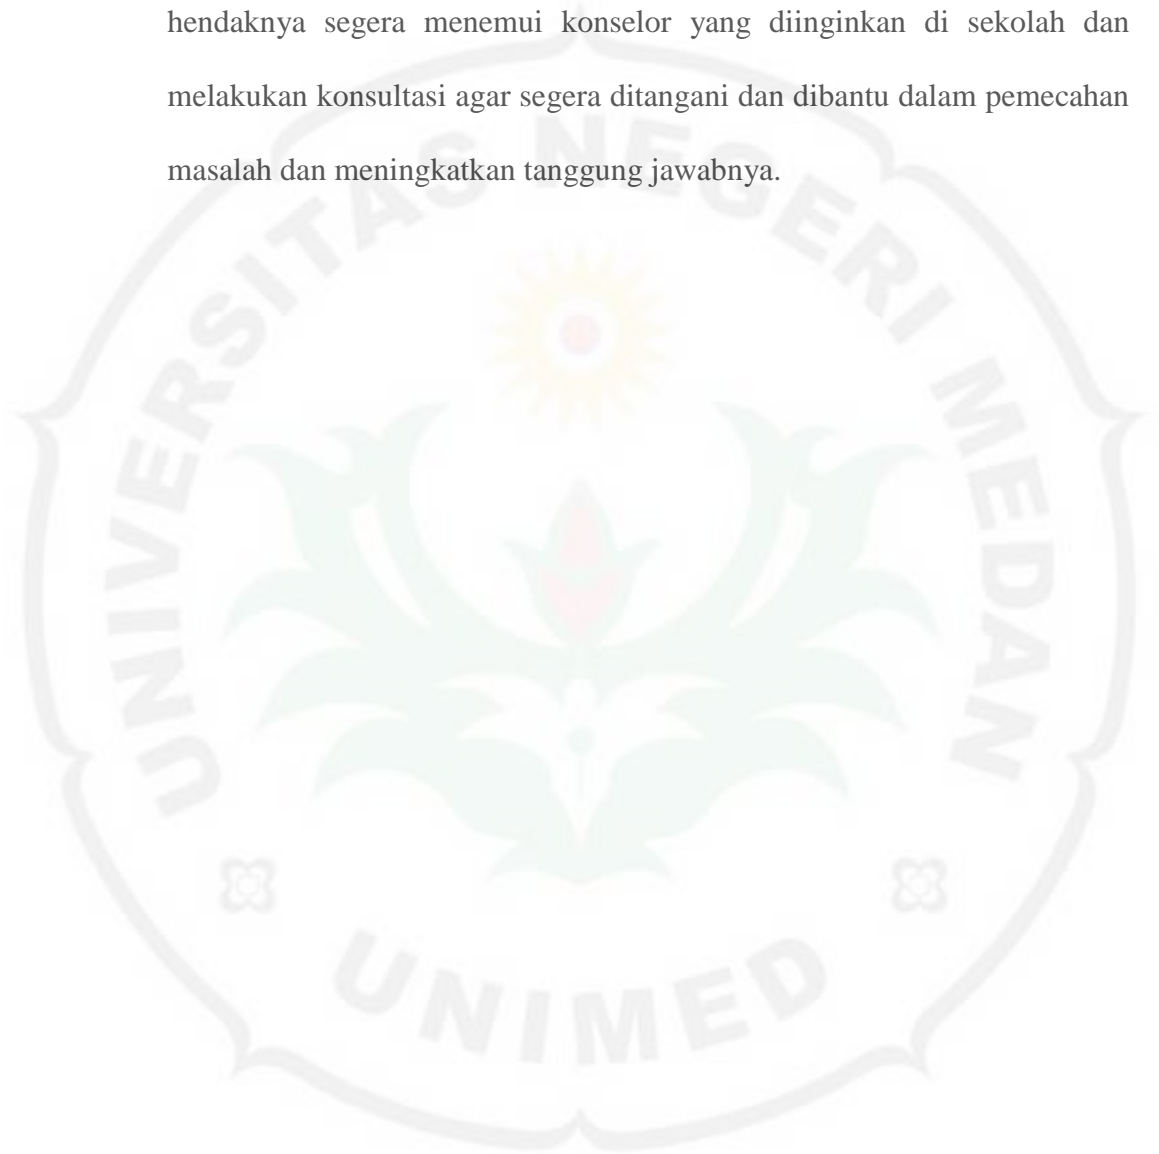 hendaknya segera menemui konselor yang diinginkan di sekolah dan
melakukan konsultasi agar segera ditangani dan dibantu dalam pemecahan
masalah dan meningkatkan tanggung jawabnya.
UNIVERSITAS NEGERI MEDAN
UNIMED